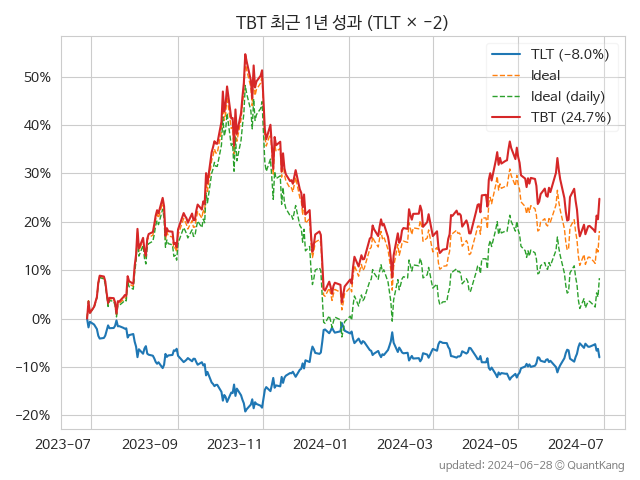 TBT 최근 1년 성과 (TLT × −2)
TLT (−8.0%)
Ideal
Ideal (daily)
TBT (24.7%)
50%
40%
30%
20%
10%
0%
−10%
−20%
2023-07
2023-09
2023-11
2024-01
2024-03
2024-05
2024-07
updated: 2024-06-28 © QuantKang